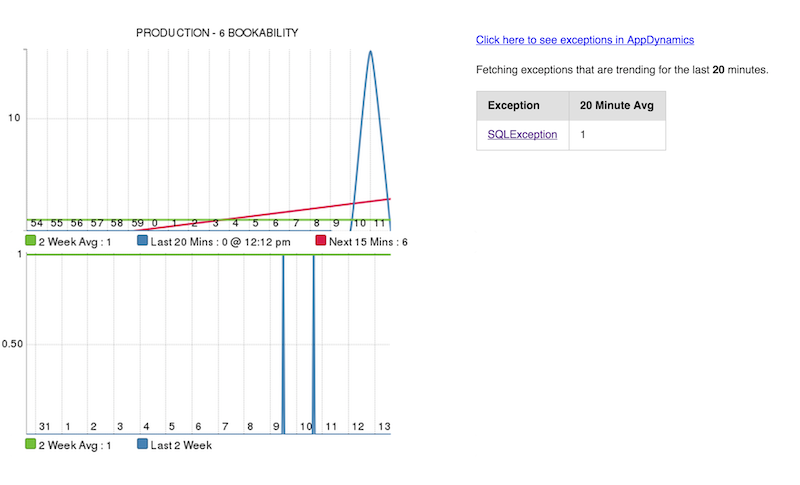 PRODUCTION - 6 BOOKABILITY
10
54 55 56 57 58 59 0 1 2 3 4 5 6 7 8 9 10 11
2 Week Avg : 1 Last 20 Mins : 0 @ 12:12 pm Next 15 Mins : 6
1
0.50
31 1 2 3 4 5 6 7 8 9 10 11 12 13
2 Week Avg : 1 Last 2 Week
Click here to see exceptions in AppDynamics
Fetching exceptions that are trending for the last 20 minutes.
Exception 20 Minute Avg
SQLException 1